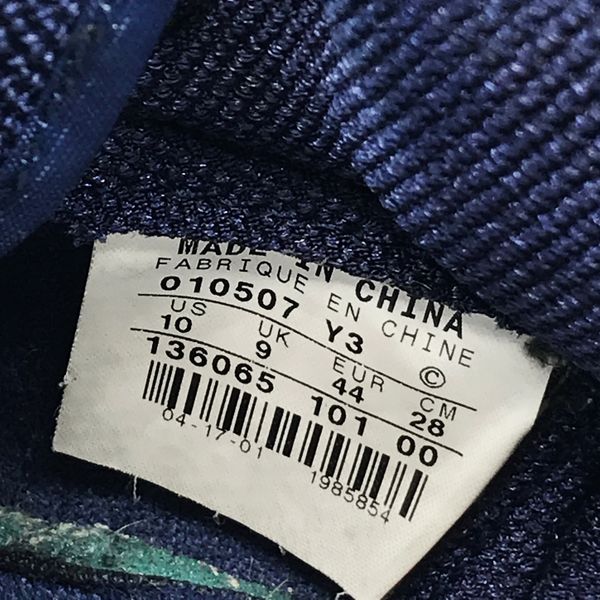 MADE IN CHINA
FABRIQUE EN CHINE
010507 Y3 ©
US UK EUR CM
10 9 44 28
136065 101 00
04-17-01 1985854